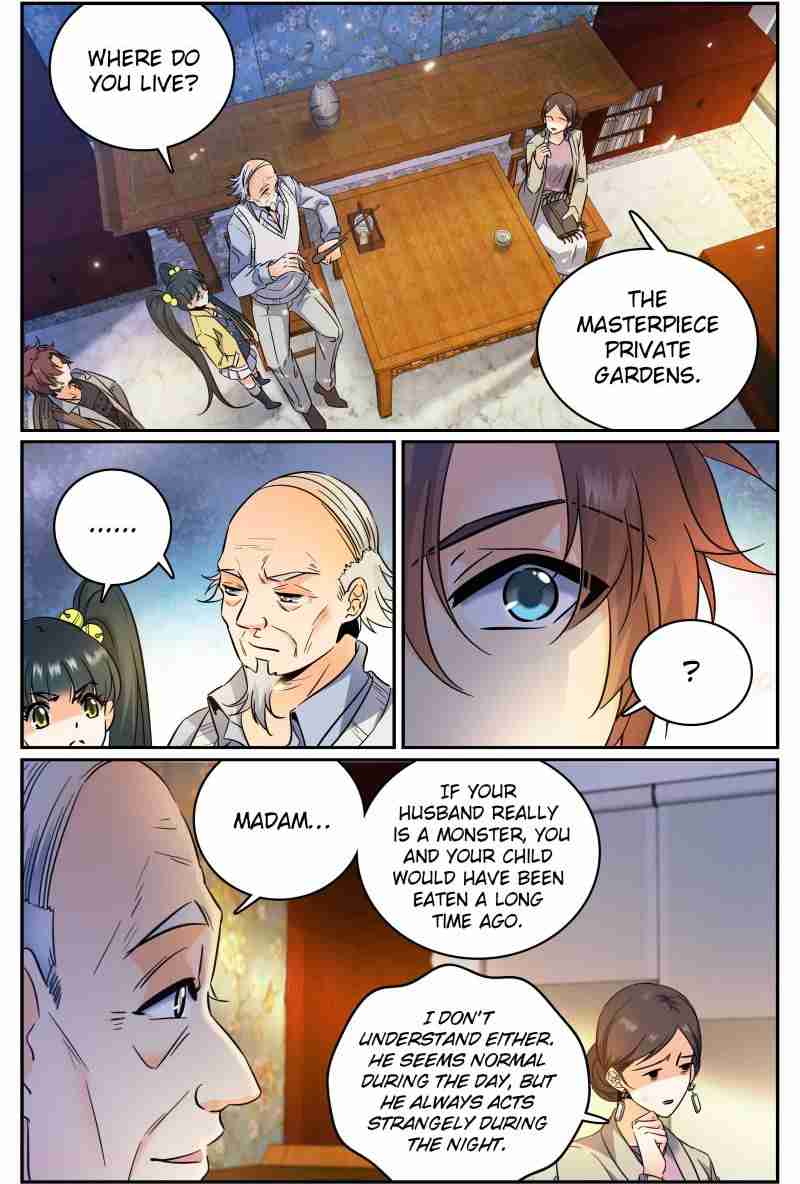 WHERE DO
YOU LIVE?
THE
MASTERPIECE
PRIVATE
GARDENS.
......
?
MADAM...
IF YOUR
HUSBAND REALLY
IS A MONSTER, YOU
AND YOUR CHILD
WOULD HAVE BEEN
EATEN A LONG
TIME AGO.
I DON'T
UNDERSTAND EITHER.
HE SEEMS NORMAL
DURING THE DAY, BUT
HE ALWAYS ACTS
STRANGELY DURING
THE NIGHT.